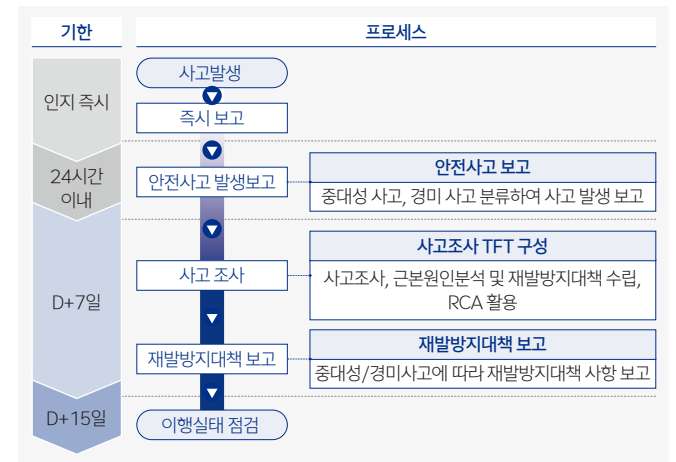 기한
프로세스
인지 즉시
사고발생
즉시 보고
24시간
이내
안전사고 발생보고
안전사고 보고
중대성 사고, 경미 사고 분류하여 사고 발생 보고
D+7일
사고 조사
사고조사 TFT 구성
사고조사, 근본원인분석 및 재발방지대책 수립,
RCA 활용
재발방지대책 보고
재발방지대책 보고
중대성/경미사고에 따라 재발방지대책 사항 보고
D+15일
이행실태 점검